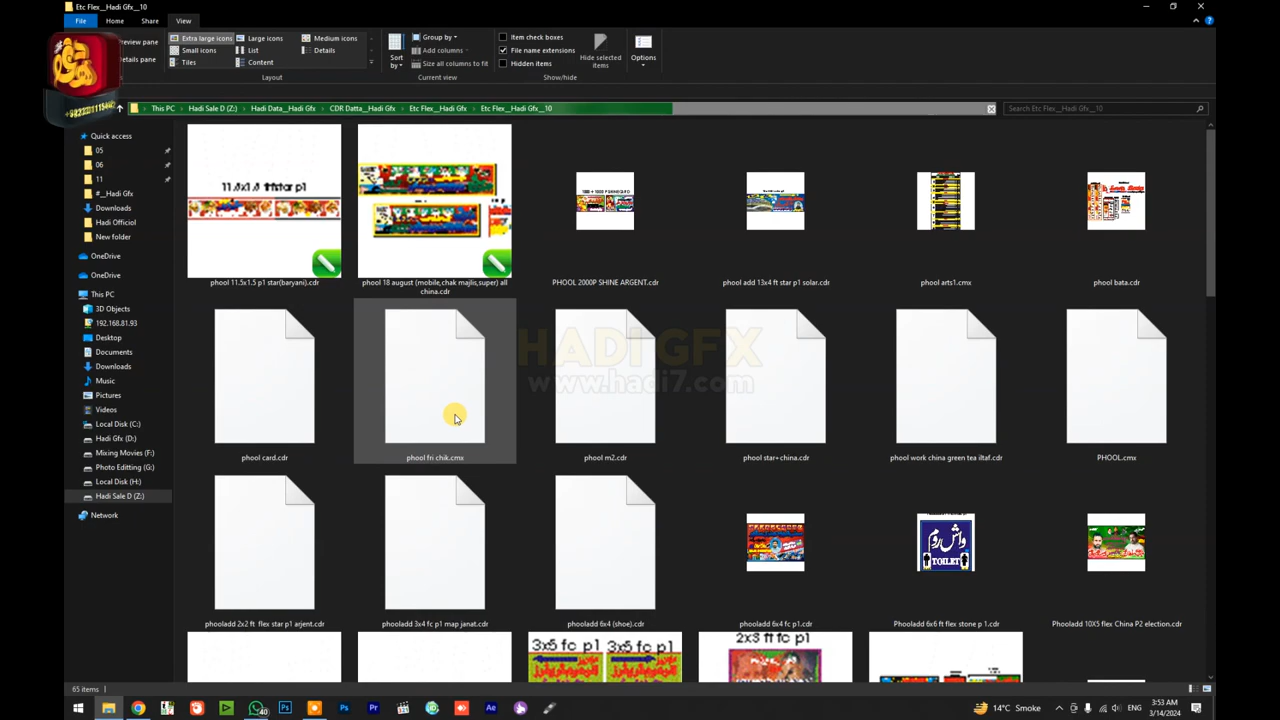 Etc Flex__Hadi Gfx__10
File
Home
Share
View
Preview pane
Details pane
Extra large icons
Large icons
Medium icons
Small icons
List
Details
Tiles
Content
Layout
Sort by
Group by
Add columns
Size all columns to fit
Current view
Item check boxes
File name extensions
Hidden items
Hide selected items
Show/hide
Options
This PC
Hadi Sale D (Z:)
Hadi Data__Hadi Gfx
CDR Datta__Hadi Gfx
Etc Flex__Hadi Gfx
Etc Flex__Hadi Gfx__10
Search Etc Flex__Hadi Gfx__10
Quick access
05
06
11
#__Hadi Gfx
Downloads
Hadi Officiol
New folder
OneDrive
OneDrive
This PC
3D Objects
192.168.81.93
Desktop
Documents
Downloads
Music
Pictures
Videos
Local Disk (C:)
Hadi Gfx (D:)
Mixing Movies (F:)
Photo Editting (G:)
Local Disk (H:)
Hadi Sale D (Z:)
Network
phool 11.5x1.5 p1 star(baryani).cdr
phool 18 august (mobile,chak majlis,super) all china.cdr
PHOOL 2000P SHINE ARGENT.cdr
phool add 13x4 ft star p1 solar.cdr
phool arts1.cmx
phool bata.cdr
HADI GFX
www.hadi7.com
phool card.cdr
phool fri chik.cmx
phool m2.cdr
phool star+china.cdr
phool work china green tea iltaf.cdr
PHOOL.cmx
واش روم
TOILET
phooladd 2x2 ft flex star p1 arjent.cdr
phooladd 3x4 fc p1 map janat.cdr
phooladd 6x4 (shoe).cdr
phooladd 6x4 fc p1.cdr
Phooladd 6x6 ft flex stone p 1.cdr
Phooladd 10X5 flex China P2 election.cdr
3x5 fc p1
3x5 fc p1
2x3 ft fc p1
65 items
40
14°C Smoke
ENG
3:53 AM
3/14/2024